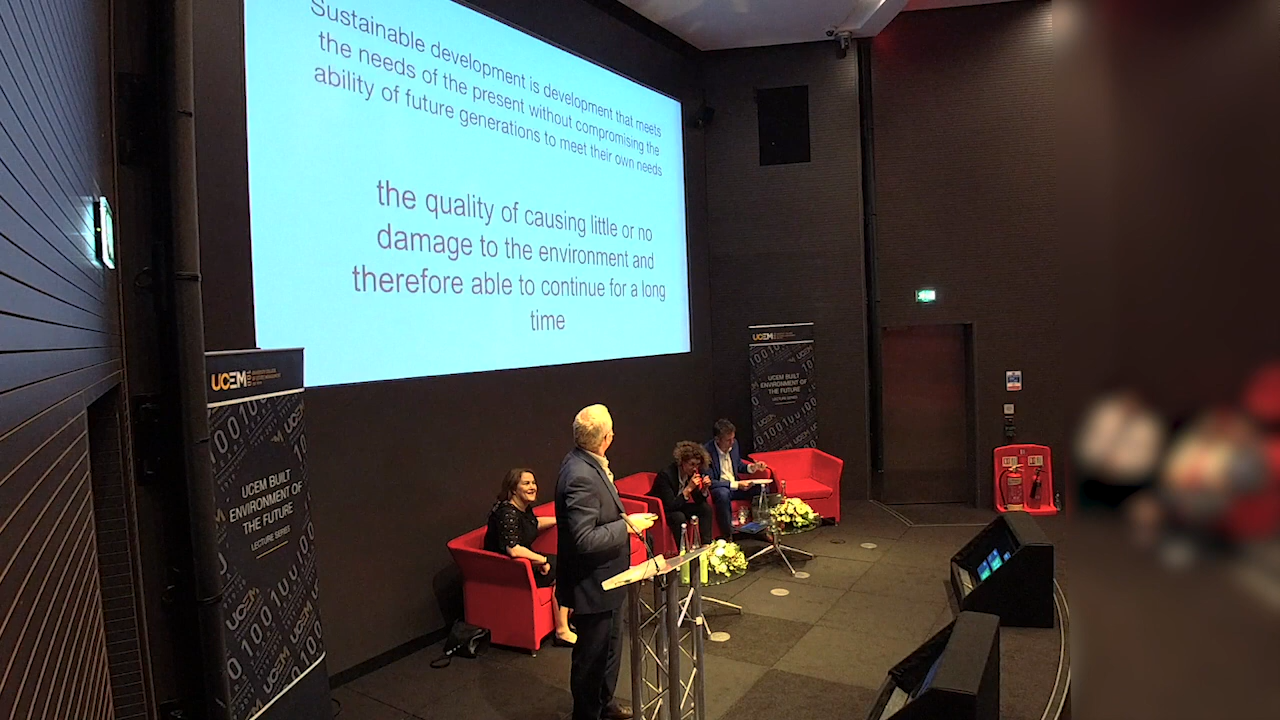 Sustainable development is development that meets
the needs of the present without compromising the
ability of future generations to meet their own needs
the quality of causing little or no
damage to the environment and
therefore able to continue for a long
time
UCEM
UCEM BUILT
ENVIRONMENT OF
THE FUTURE
LECTURE SERIES
UCEM
UCEM BUILT
ENVIRONMENT OF
THE FUTURE
LECTURE SERIES